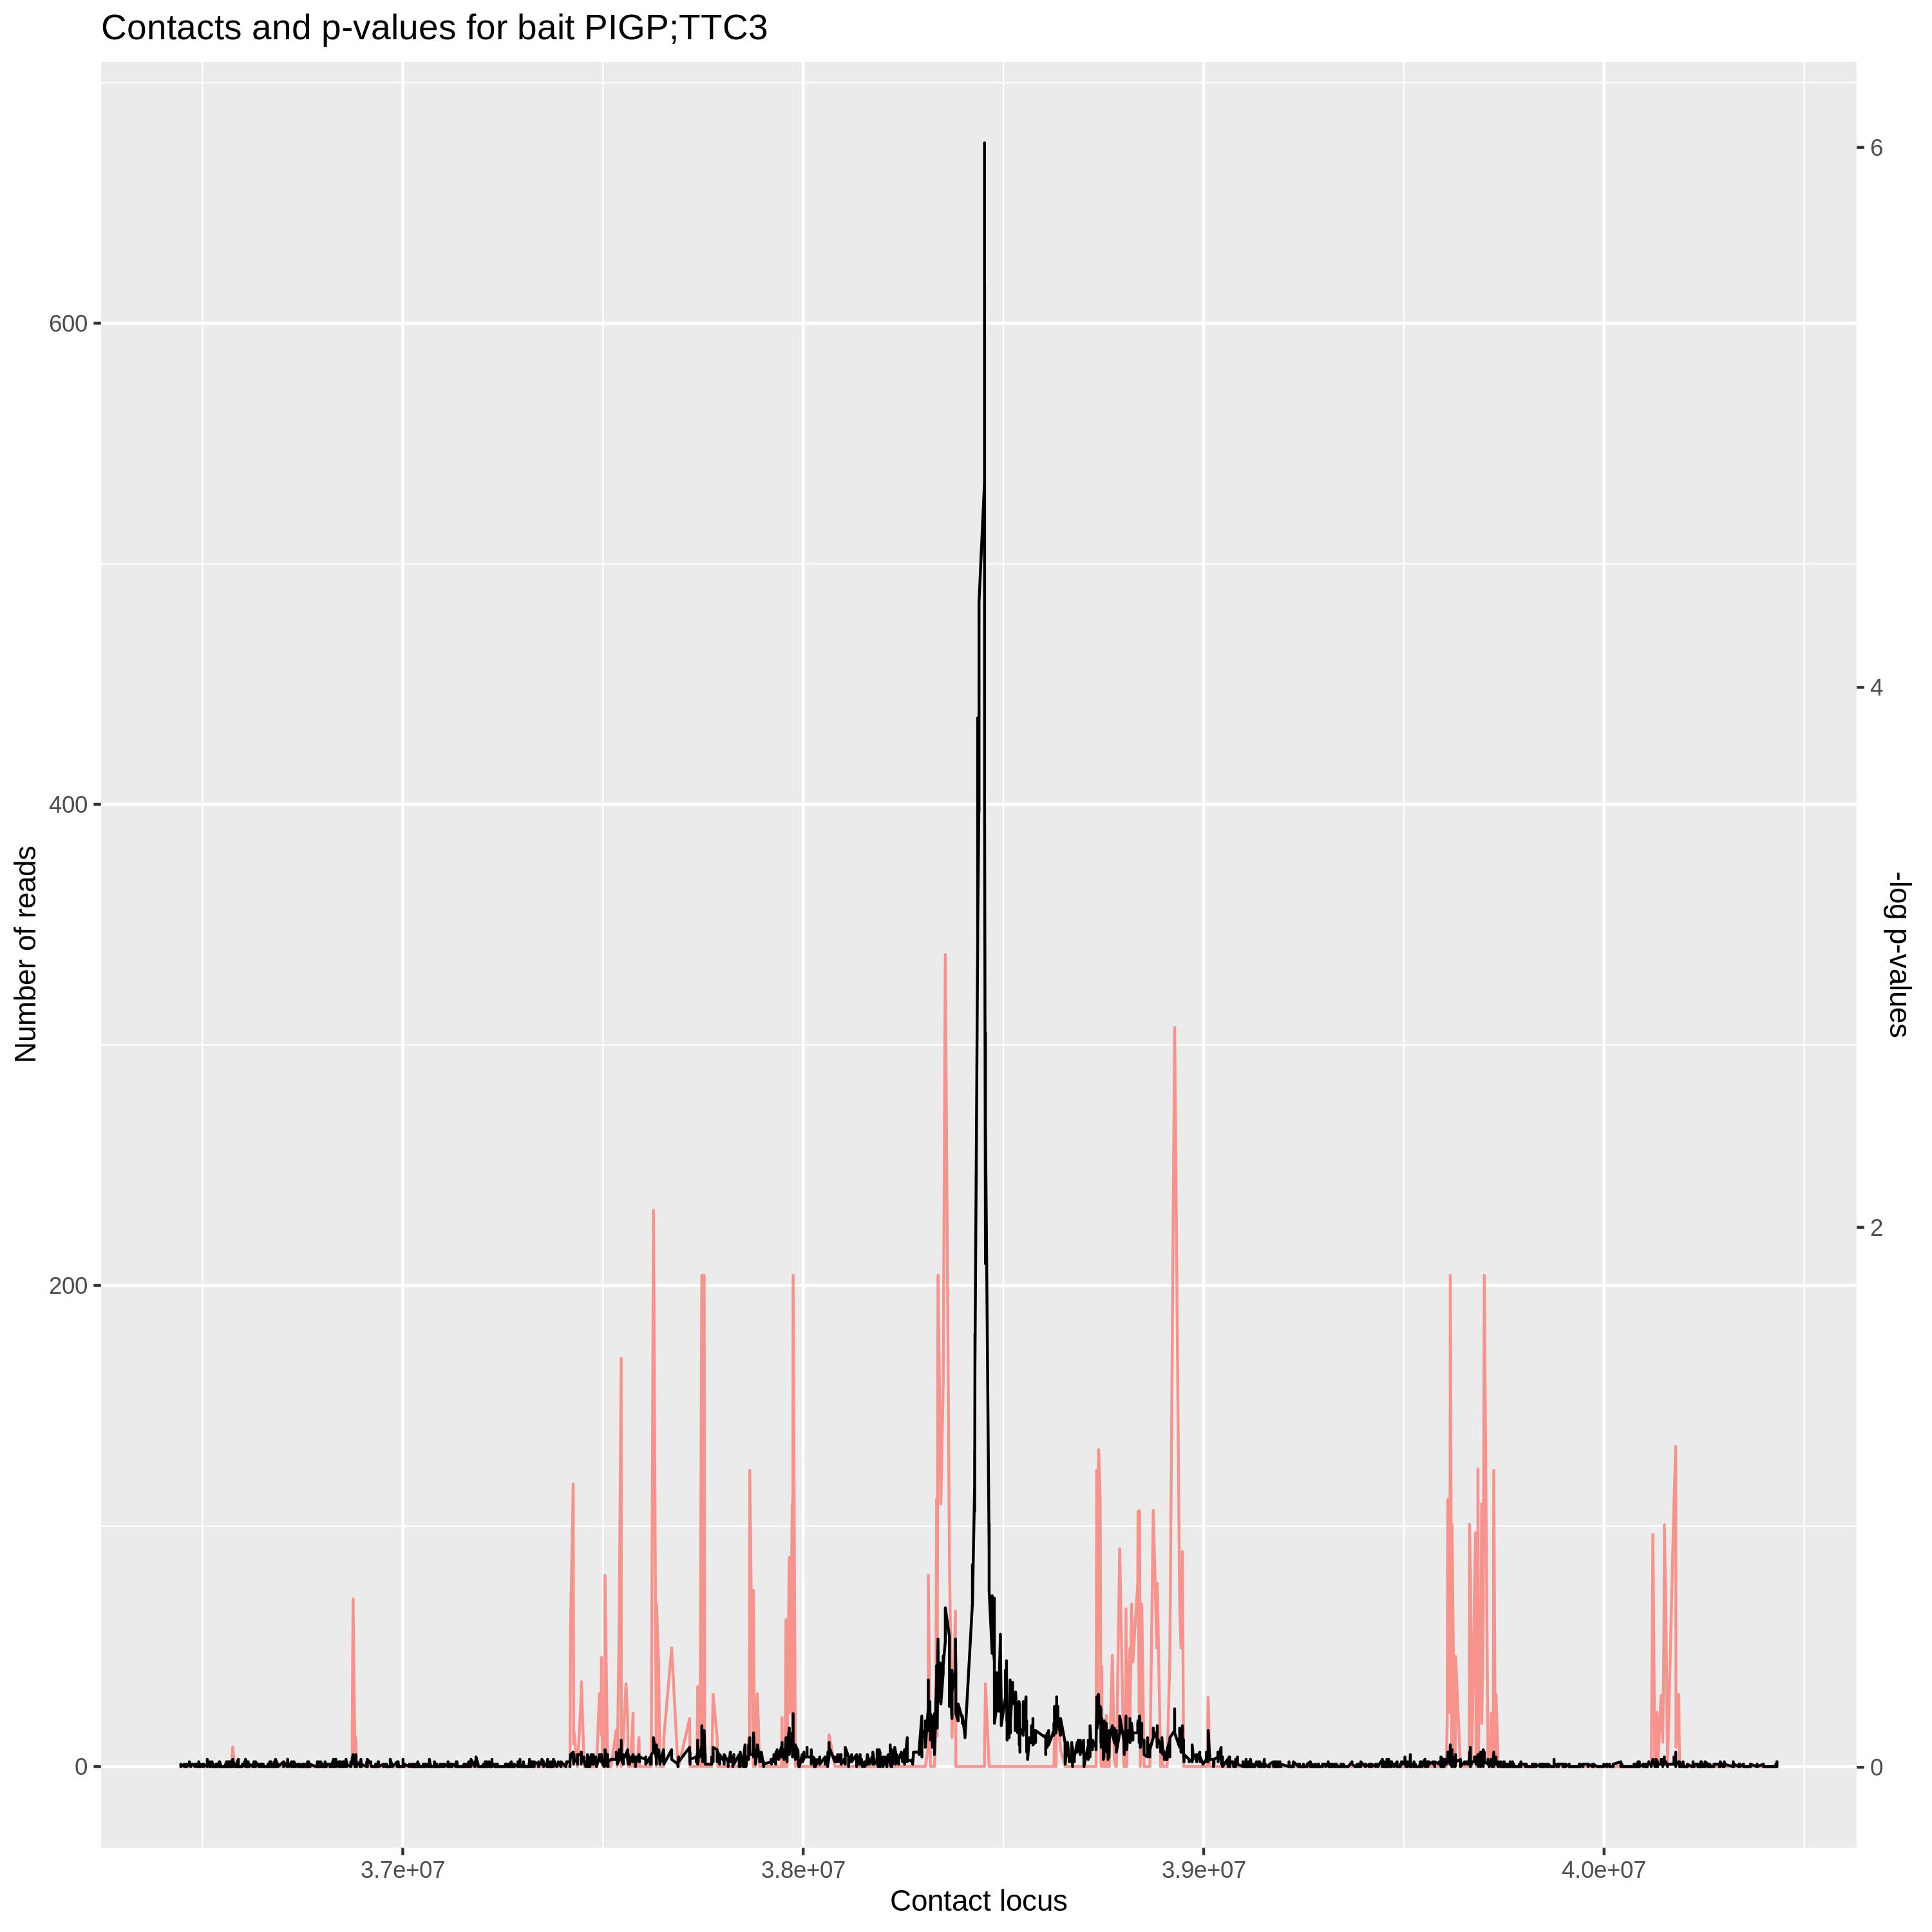 Contacts and p-values for bait PIGP;TTC3
Number of reads
600
400
200
0
6
4
2
0
-log p-values
3.7e+07
3.8e+07
3.9e+07
4.0e+07
Contact locus